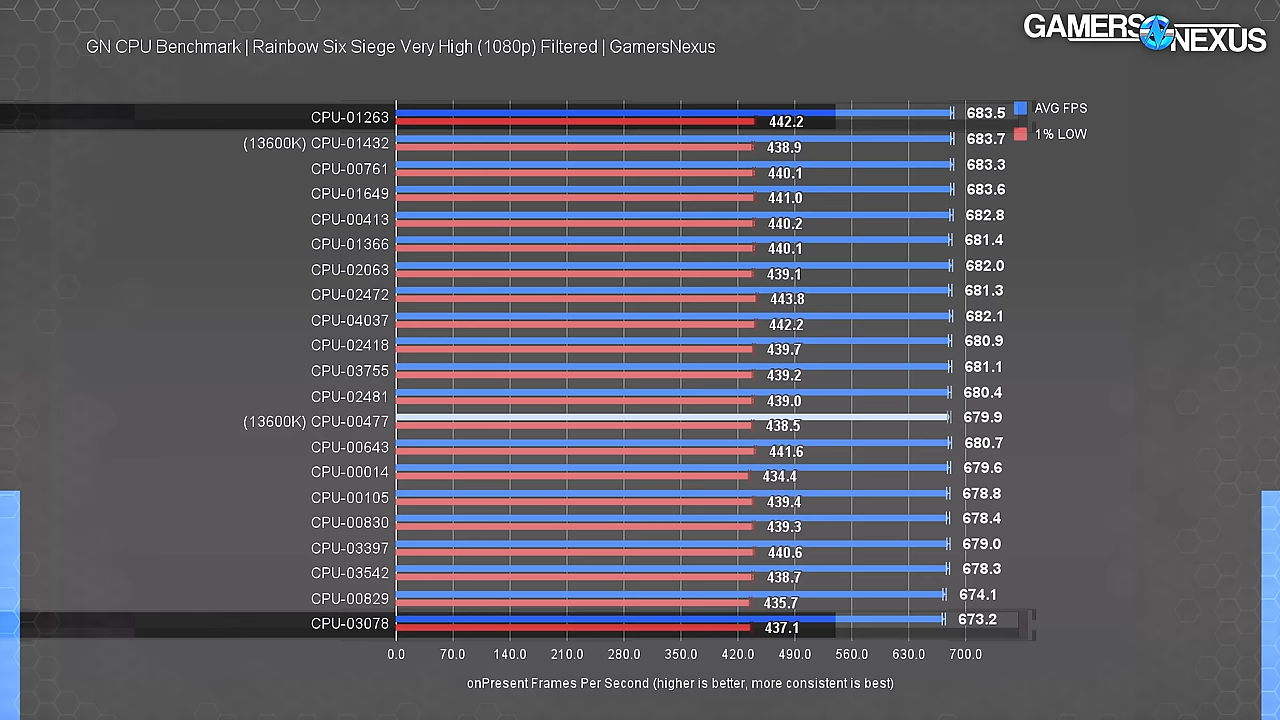 GAMERS NEXUS
GN CPU Benchmark | Rainbow Six Siege Very High (1080p) Filtered | GamersNexus
AVG FPS
1% LOW
CPU-01263 683.5 442.2
(13600K) CPU-01432 683.7 438.9
CPU-00761 683.3 440.1
CPU-01649 683.6 441.0
CPU-00413 682.8 440.2
CPU-01366 681.4 440.1
CPU-02063 682.0 439.1
CPU-02472 681.3 443.8
CPU-04037 682.1 442.2
CPU-02418 680.9 439.7
CPU-03755 681.1 439.2
CPU-02481 680.4 439.0
(13600K) CPU-00477 679.9 438.5
CPU-00643 680.7 441.6
CPU-00014 679.6 434.4
CPU-00105 678.8 439.4
CPU-00830 678.4 439.3
CPU-03397 679.0 440.6
CPU-03542 678.3 438.7
CPU-00829 674.1 435.7
CPU-03078 673.2 437.1
0.0 70.0 140.0 210.0 280.0 350.0 420.0 490.0 560.0 630.0 700.0
onPresent Frames Per Second (higher is better, more consistent is best)